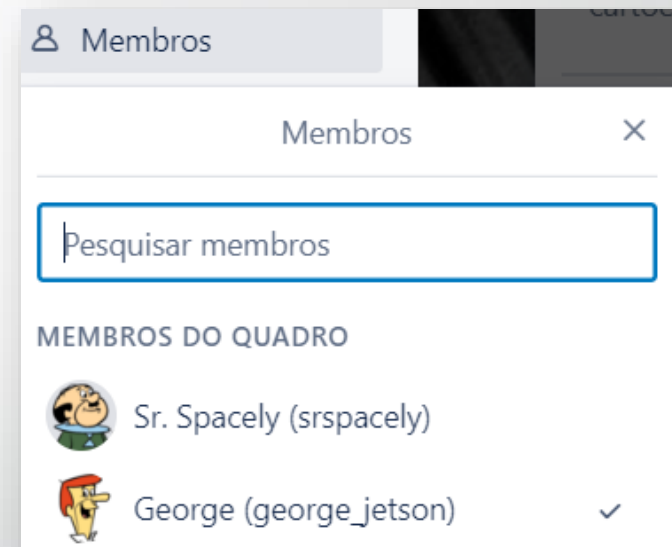 Membros
Membros
Pesquisar membros
MEMBROS DO QUADRO
Sr. Spacely (srspacely)
George (george_jetson)